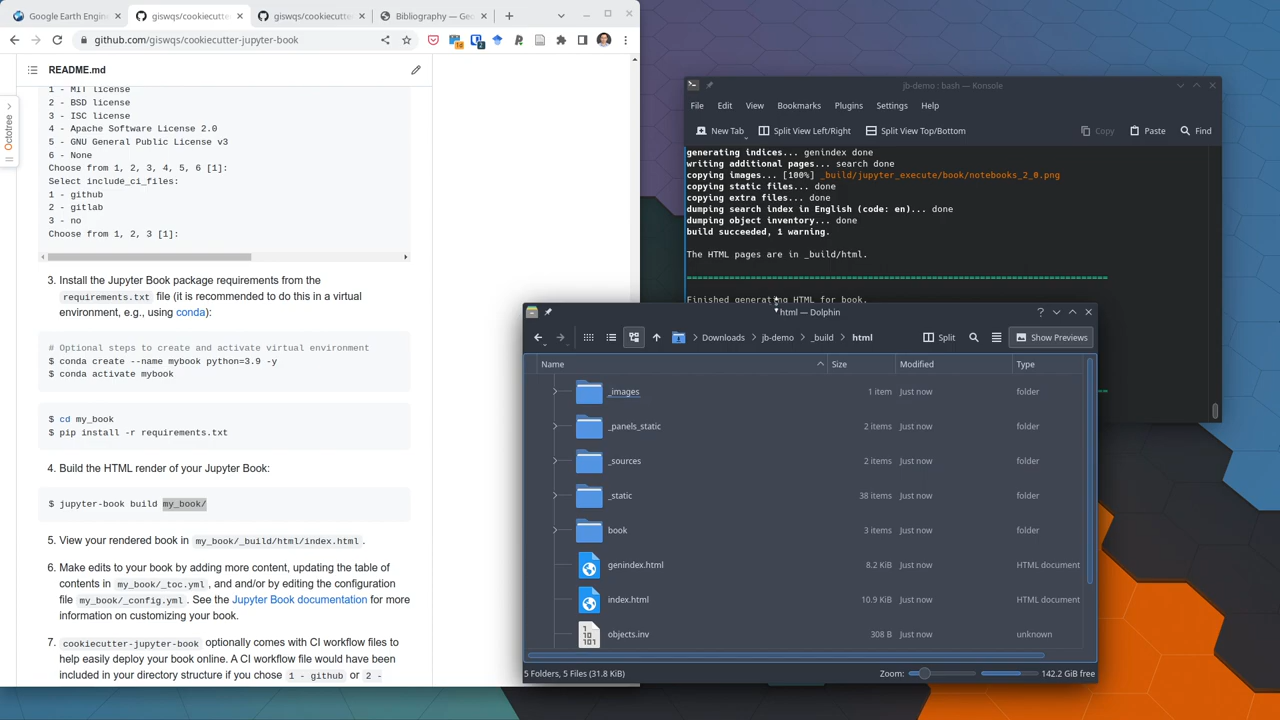 Google Earth Engin
giswqs/cookiecutte
giswqs/cookiecutte
Bibliography — Ge
github.com/giswqs/cookiecutter-jupyter-book
README.md
Octotree
1 - MIT license
2 - BSD license
3 - ISC license
4 - Apache Software License 2.0
5 - GNU General Public License v3
6 - None
Choose from 1, 2, 3, 4, 5, 6 [1]:
Select include_ci_files:
1 - github
2 - gitlab
3 - no
Choose from 1, 2, 3 [1]:
3. Install the Jupyter Book package requirements from the
requirements.txt file (it is recommended to do this in a virtual
environment, e.g., using conda):
# Optional steps to create and activate virtual environment
$ conda create --name mybook python=3.9 -y
$ conda activate mybook
$ cd my_book
$ pip install -r requirements.txt
4. Build the HTML render of your Jupyter Book:
$ jupyter-book build my_book/
5. View your rendered book in my_book/_build/html/index.html.
6. Make edits to your book by adding more content, updating the table of
contents in my_book/_toc.yml, and and/or by editing the configuration
file my_book/_config.yml. See the Jupyter Book documentation for more
information on customizing your book.
7. cookiecutter-jupyter-book optionally comes with CI workflow files to
help easily deploy your book online. A CI workflow file would have been
included in your directory structure if you chose 1 - github or 2 -
jb-demo : bash — Konsole
File Edit View Bookmarks Plugins Settings Help
New Tab Split View Left/Right Split View Top/Bottom Copy Paste Find
generating indices... genindex done
writing additional pages... search done
copying images... [100%] _build/jupyter_execute/book/notebooks_2_0.png
copying static files... done
copying extra files... done
dumping search index in English (code: en)... done
dumping object inventory... done
build succeeded, 1 warning.
The HTML pages are in _build/html.
===============================================================================
Finished generating HTML for book.
html — Dolphin
Downloads jb-demo _build html Split Show Previews
Name Size Modified Type
_images 1 item Just now folder
_panels_static 2 items Just now folder
_sources 2 items Just now folder
_static 38 items Just now folder
book 3 items Just now folder
genindex.html 8.2 KiB Just now HTML document
index.html 10.9 KiB Just now HTML document
objects.inv 308 B Just now unknown
5 Folders, 5 Files (31.8 KiB) Zoom: 142.2 GiB free